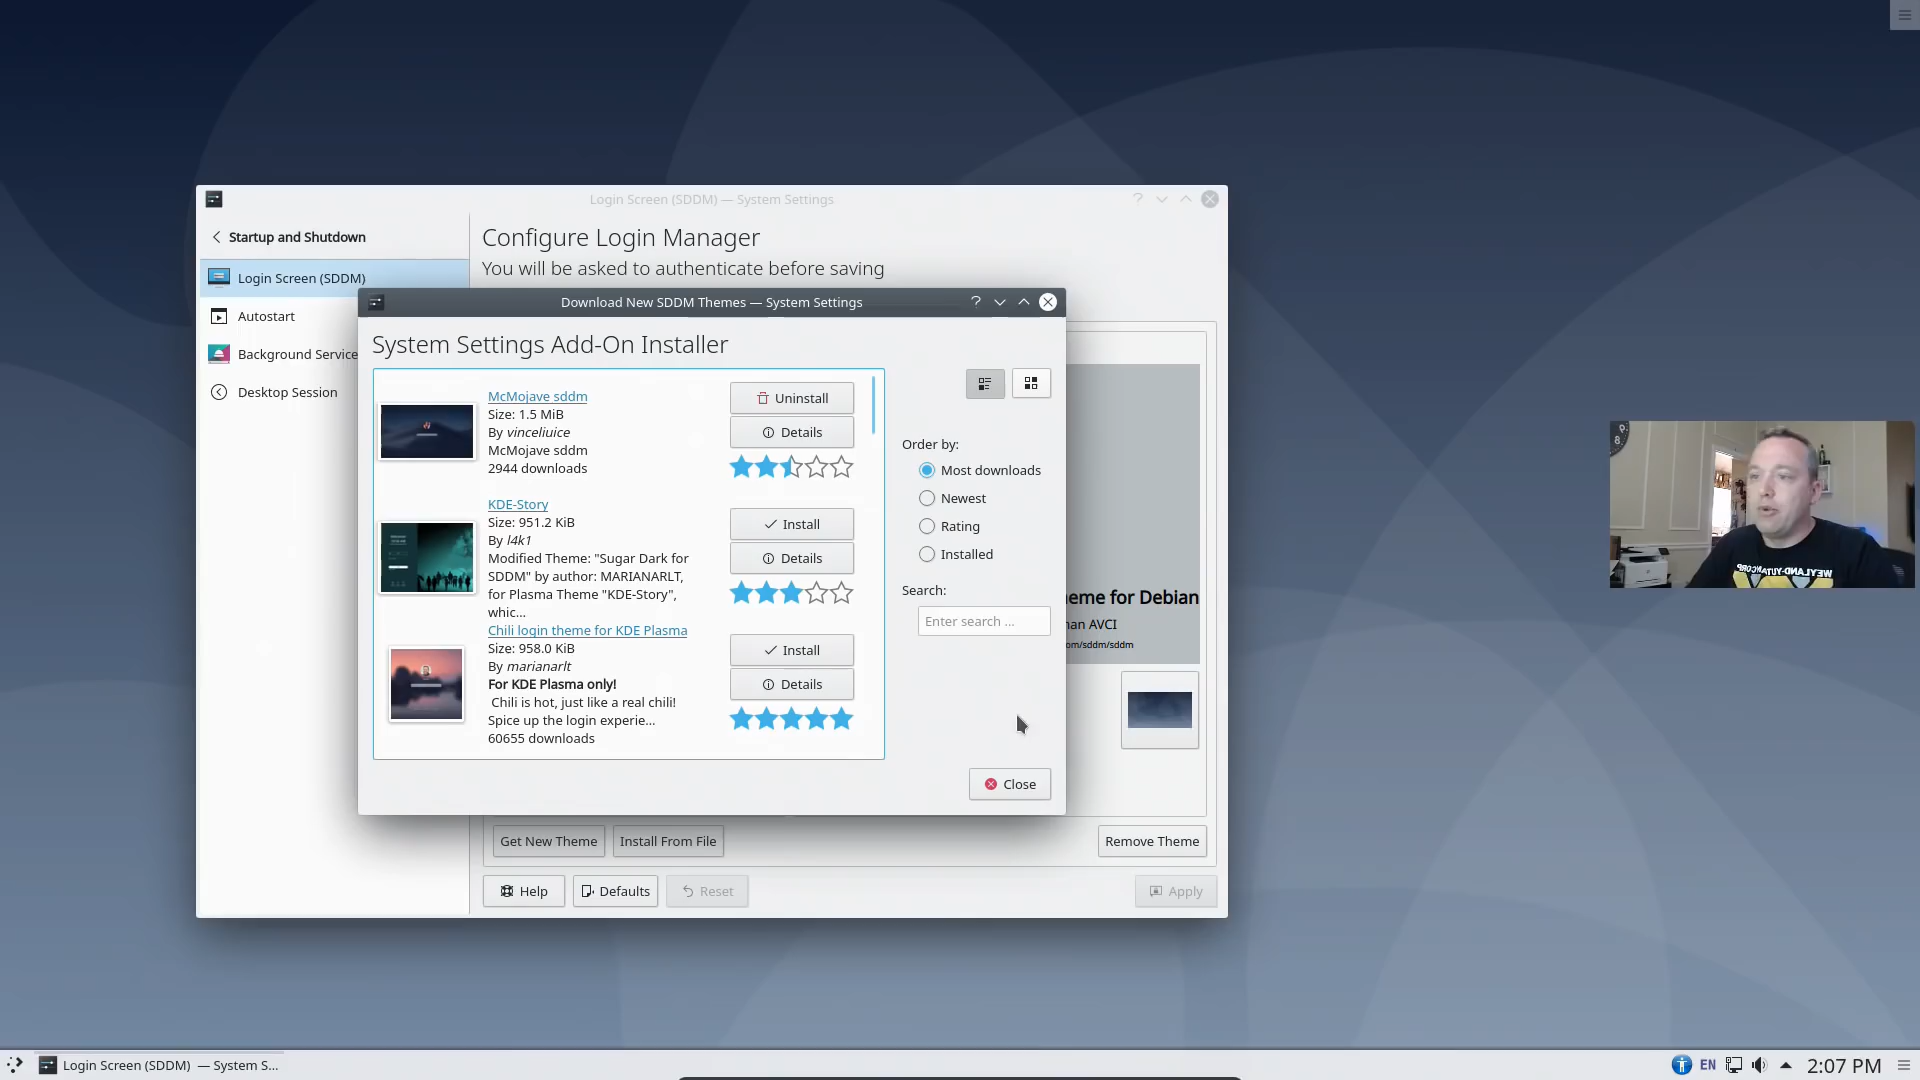 Login Screen (SDDM) — System Settings
Startup and Shutdown
Login Screen (SDDM)
Autostart
Background Service
Desktop Session
Configure Login Manager
You will be asked to authenticate before saving
Download New SDDM Themes — System Settings
System Settings Add-On Installer
McMojave sddm
Size: 1.5 MiB
By vinceliuice
McMojave sddm
2944 downloads
Uninstall
Details
KDE-Story
Size: 951.2 KiB
By l4k1
Modified Theme: "Sugar Dark for
SDDM" by author: MARIANARLT,
for Plasma Theme "KDE-Story",
whic...
Install
Details
Chili login theme for KDE Plasma
Size: 958.0 KiB
By marianarlt
For KDE Plasma only!
Chili is hot, just like a real chili!
Spice up the login experie...
60655 downloads
Install
Details
Order by:
Most downloads
Newest
Rating
Installed
Search:
Enter search ...
Close
eme for Debian
an AVCI
om/sddm/sddm
Get New Theme
Install From File
Remove Theme
Help
Defaults
Reset
Apply
WEYLAND-YUTANI CORP
Login Screen (SDDM) — System S...
EN
2:07 PM